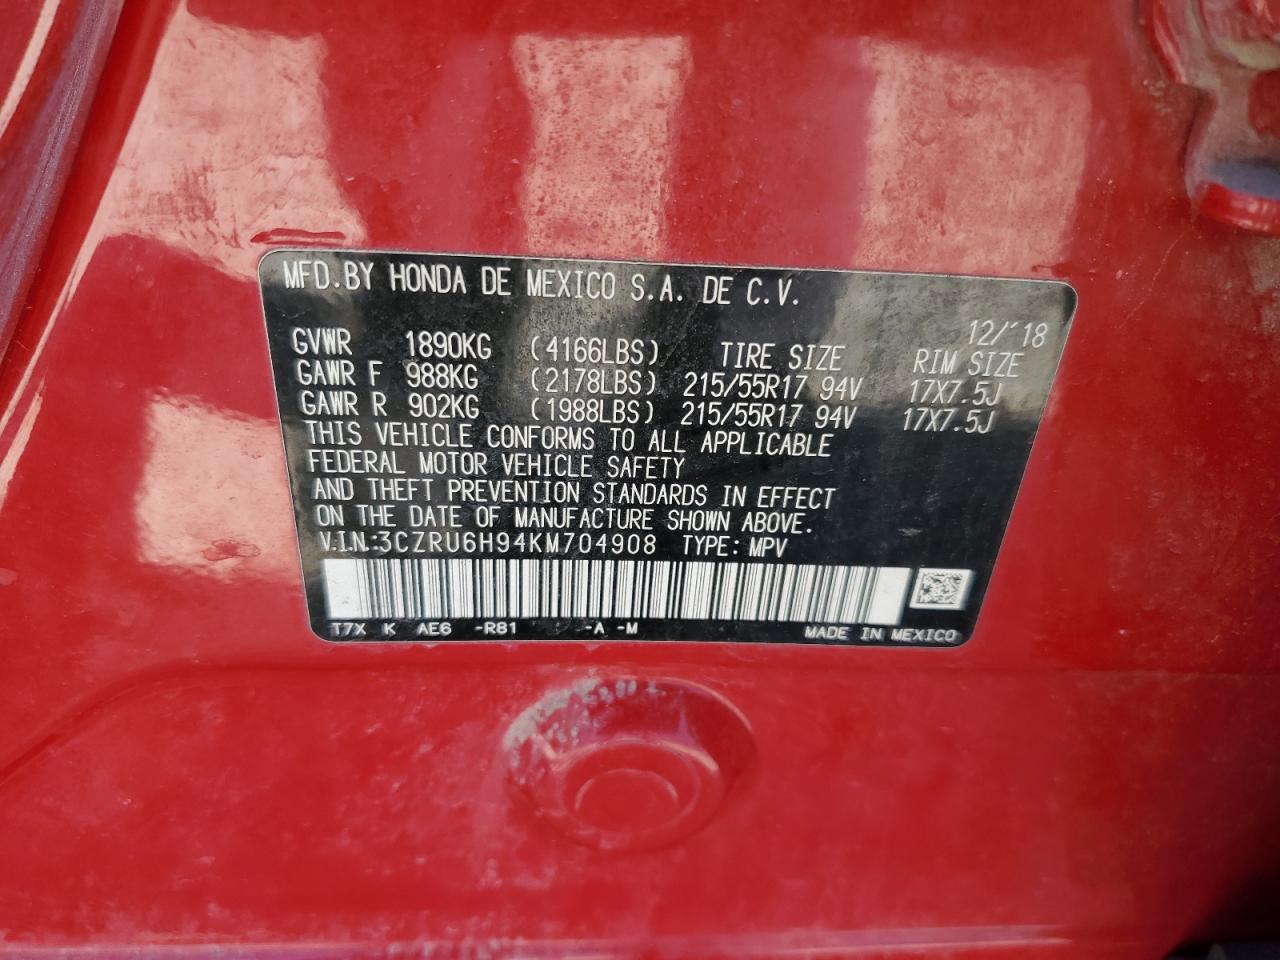 MFD.BY HONDA DE MEXICO S.A. DE C.V.
12/'18
GVWR 1890KG (4166LBS) TIRE SIZE RIM SIZE
GAWR F 988KG (2178LBS) 215/55R17 94V 17X7.5J
GAWR R 902KG (1988LBS) 215/55R17 94V 17X7.5J
THIS VEHICLE CONFORMS TO ALL APPLICABLE
FEDERAL MOTOR VEHICLE SAFETY
AND THEFT PREVENTION STANDARDS IN EFFECT
ON THE DATE OF MANUFACTURE SHOWN ABOVE.
V.I.N.:3CZRU6H94KM704908 TYPE: MPV
T7X K AE6 -R81 -A -M MADE IN MEXICO